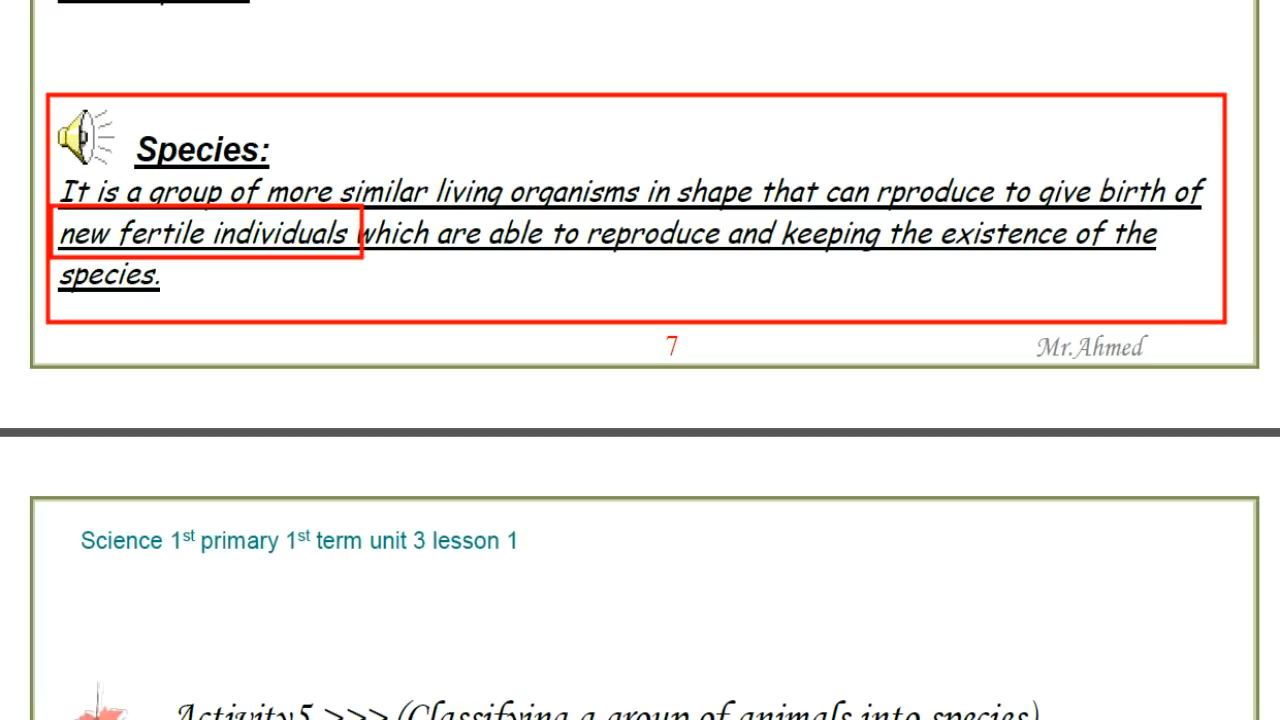 Species:
It is a group of more similar living organisms in shape that can rproduce to give birth of
new fertile individuals which are able to reproduce and keeping the existence of the
species.
7
Mr.Ahmed
Science 1st primary 1st term unit 3 lesson 1
Activity5 >>> (Classifying a group of animals into species)